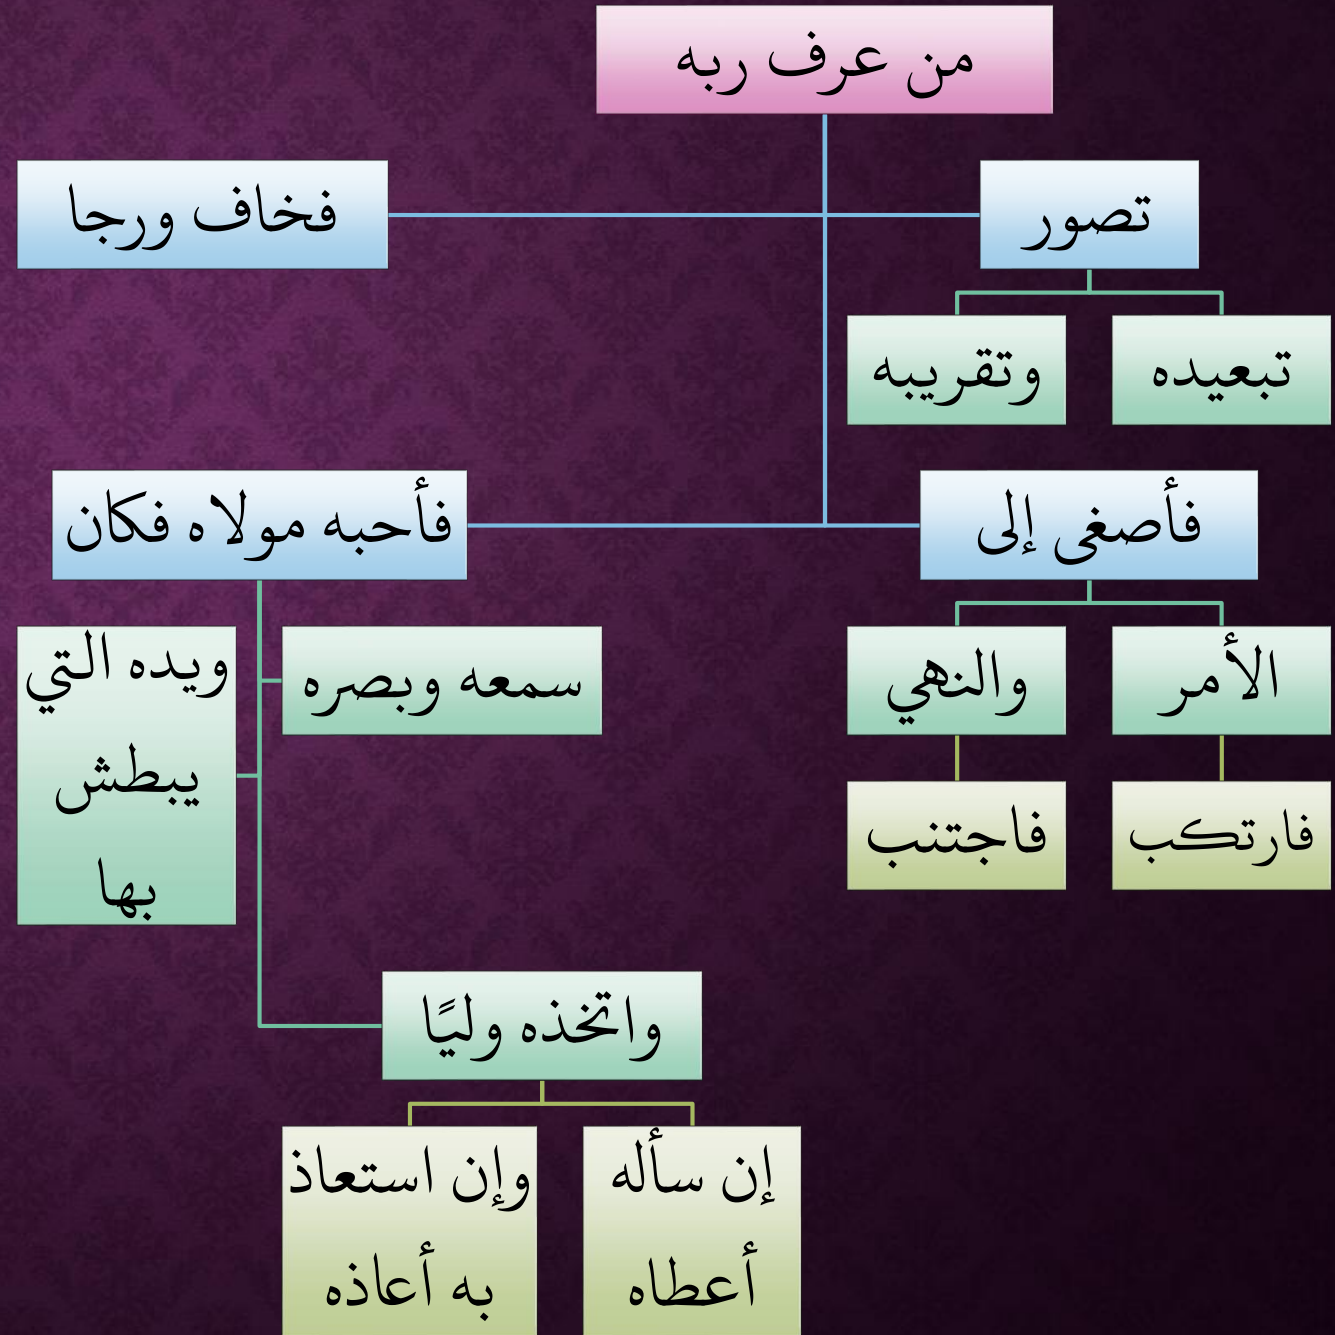 من عرف ربه
تصور
تبعيده
وتقريبه
فخاف ورجا
فأصغى إلى
الأمر
فارتكب
والنهي
فاجتنب
فأحبه مولاه فكان
سمعه وبصره
ويده التي
يبطش
بها
واتخذه وليًا
إن سأله
أعطاه
وإن استعاذ
به أعاذه